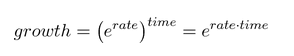 growth = (e^{rate})^{time} = e^{rate·time}